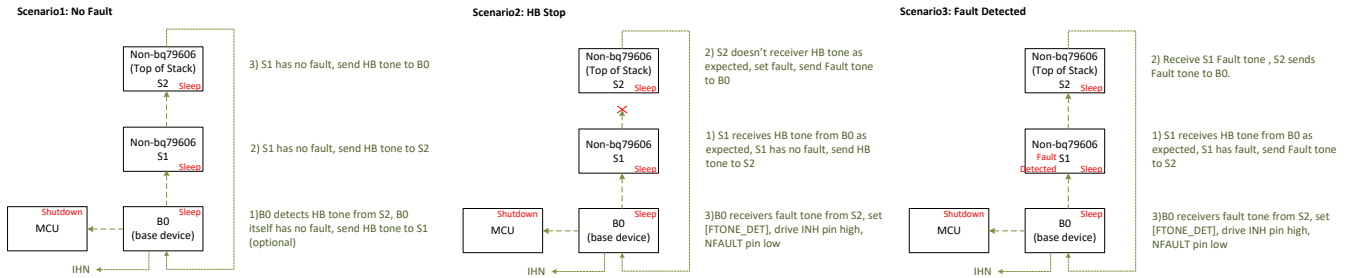 Scenario1: No Fault
Non-bq79606
(Top of Stack)
S2
Sleep
3) S1 has no fault, send HB tone to B0
Non-bq79606
S1
Sleep
2) S1 has no fault, send HB tone to S2
Shutdown
MCU
Sleep
B0
(base device)
1)B0 detects HB tone from S2, B0
itself has no fault, send HB tone to S1
(optional)
IHN
Scenario2: HB Stop
Non-bq79606
(Top of Stack)
S2
Sleep
2) S2 doesn't receiver HB tone as
expected, set fault, send Fault tone
to B0
Non-bq79606
S1
Sleep
1) S1 receives HB tone from B0 as
expected, S1 has no fault, send HB
tone to S2
Shutdown
MCU
Sleep
B0
(base device)
3)B0 receivers fault tone from S2, set
[FTONE_DET], drive INH pin high,
NFAULT pin low
IHN
Scenario3: Fault Detected
Non-bq79606
(Top of Stack)
S2
Sleep
2) Receive S1 Fault tone , S2 sends
Fault tone to B0.
Non-bq79606
S1
Fault
Detected
Sleep
1) S1 receives HB tone from B0 as
expected, S1 has fault, send Fault tone
to S2
Shutdown
MCU
Sleep
B0
(base device)
3)B0 receivers fault tone from S2, set
[FTONE_DET], drive INH pin high,
NFAULT pin low
IHN